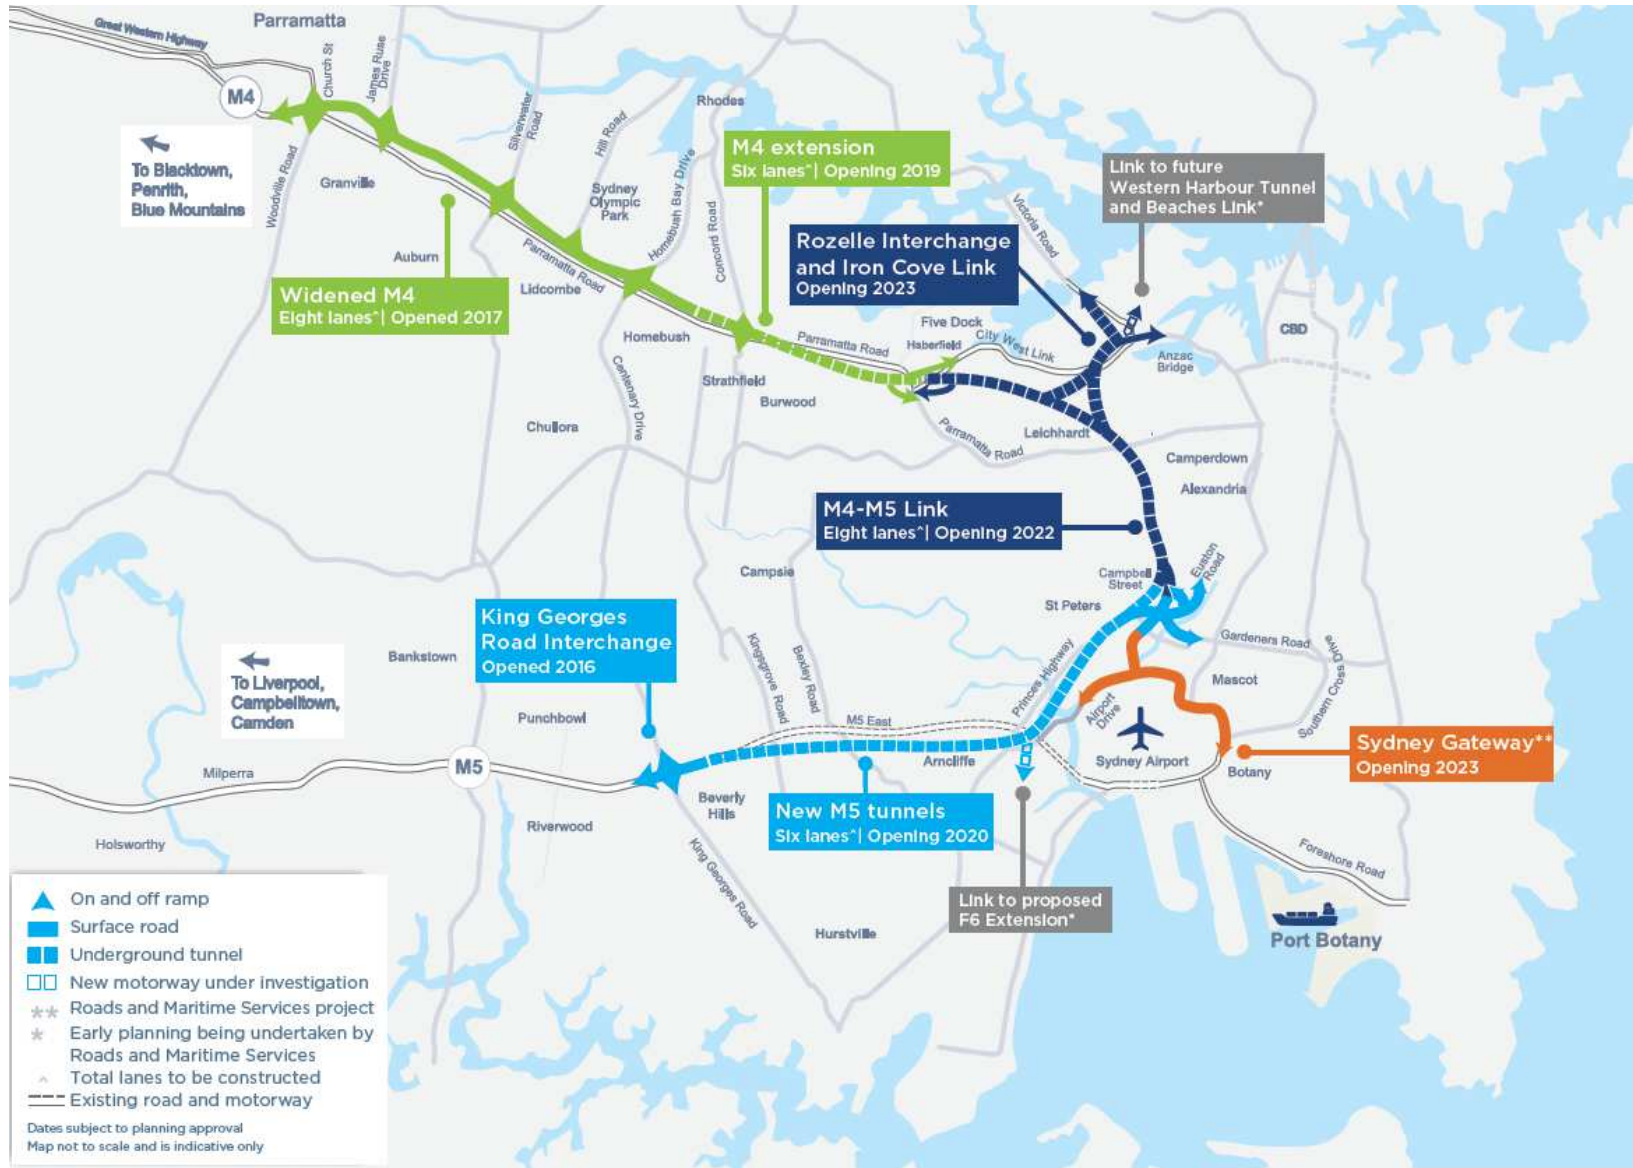 Great Western Highway
Parramatta
Church St
James Ruse
Drive
M4
To Blacktown,
Penrith,
Blue Mountains
Woodville Road
Granville
Silverwater
Road
Hill Road
Rhodes
Sydney
Olympic
Park
Homebush Bay Drive
Concord Road
M4 extension
Six lanes^| Opening 2019
Link to future
Western Harbour Tunnel
and Beaches Link*
Victoria Road
Rozelle Interchange
and Iron Cove Link
Opening 2023
Auburn
Parramatta Road
Lidcombe
Widened M4
Eight lanes^| Opened 2017
Homebush
Parramatta Road
Five Dock
Haberfield
City West Link
Anzac
Bridge
CBD
Strathfield
Burwood
Centenary Drive
Chullora
Parramatta Road
Leichhardt
Camperdown
Alexandria
M4-M5 Link
Eight lanes^| Opening 2022
Campsie
Campbell
Street
Euston
Road
St Peters
King Georges
Road Interchange
Opened 2016
Bankstown
To Liverpool,
Campbelltown,
Camden
Kingsgrove Road
Bexley Road
Princes Highway
Gardeners Road
Southern Cross Drive
Mascot
Airport
Drive
Punchbowl
M5 East
Sydney Airport
Arncliffe
Botany
Sydney Gateway**
Opening 2023
M5
Milperra
Beverly
Hills
New M5 tunnels
Six lanes^| Opening 2020
Riverwood
Holsworthy
King Georges Road
Foreshore Road
Link to proposed
F6 Extension*
Hurstville
Port Botany
On and off ramp
Surface road
Underground tunnel
New motorway under investigation
** Roads and Maritime Services project
* Early planning being undertaken by
Roads and Maritime Services
^ Total lanes to be constructed
Existing road and motorway
Dates subject to planning approval
Map not to scale and is indicative only